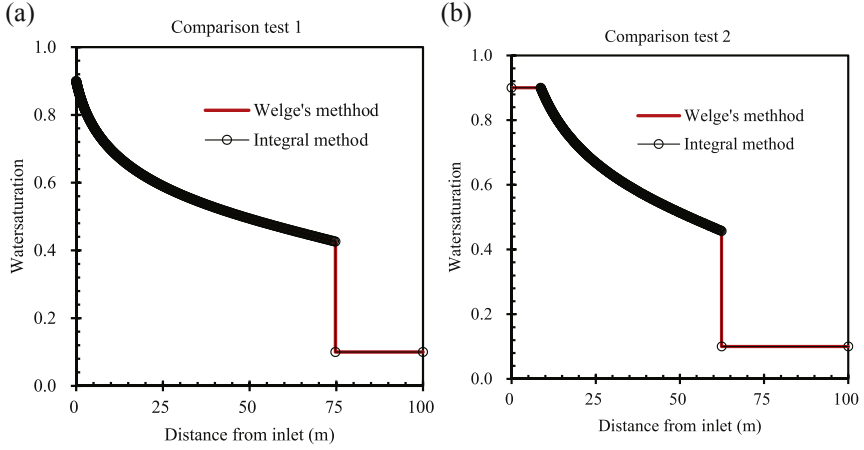 (a)
Comparison test 1
1.0
0.8
0.6
0.4
0.2
0.0
Watersaturation
Welge's methhod
Integral method
0 25 50 75 100
Distance from inlet (m)
(b)
Comparison test 2
1.0
0.8
0.6
0.4
0.2
0.0
Watersaturation
Welge's methhod
Integral method
0 25 50 75 100
Distance from inlet (m)